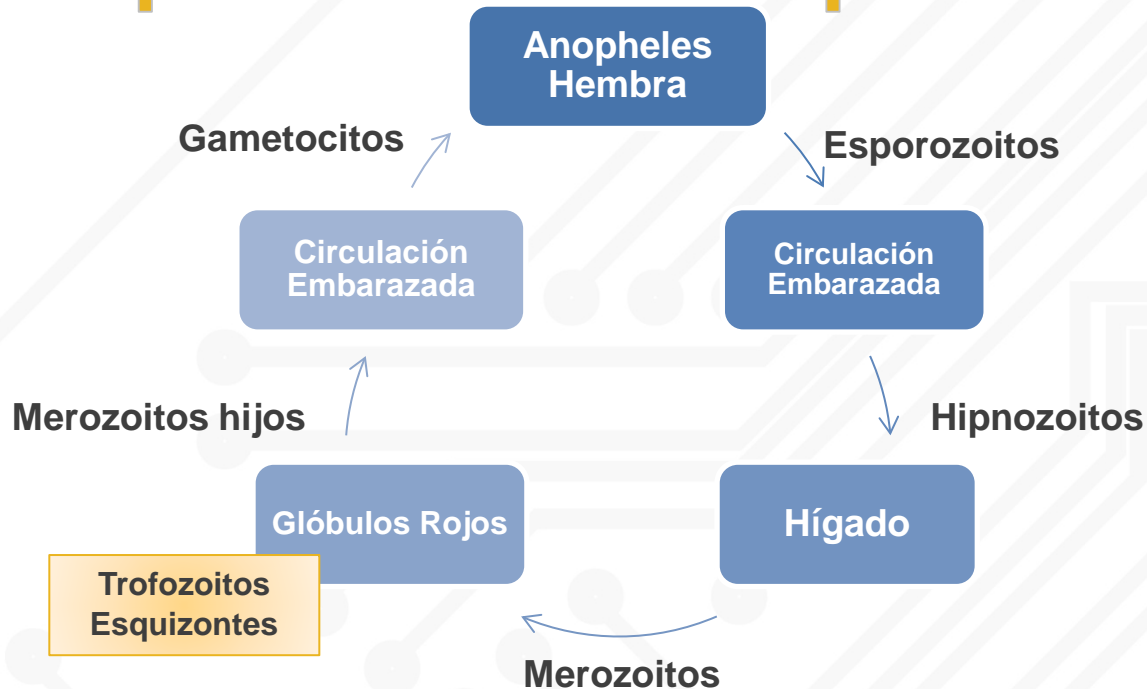 Anopheles
Hembra
Gametocitos
Esporozoitos
Circulación
Embarazada
Circulación
Embarazada
Merozoitos hijos
Hipnozoitos
Glóbulos Rojos
Hígado
Trofozoitos
Esquizontes
Merozoitos